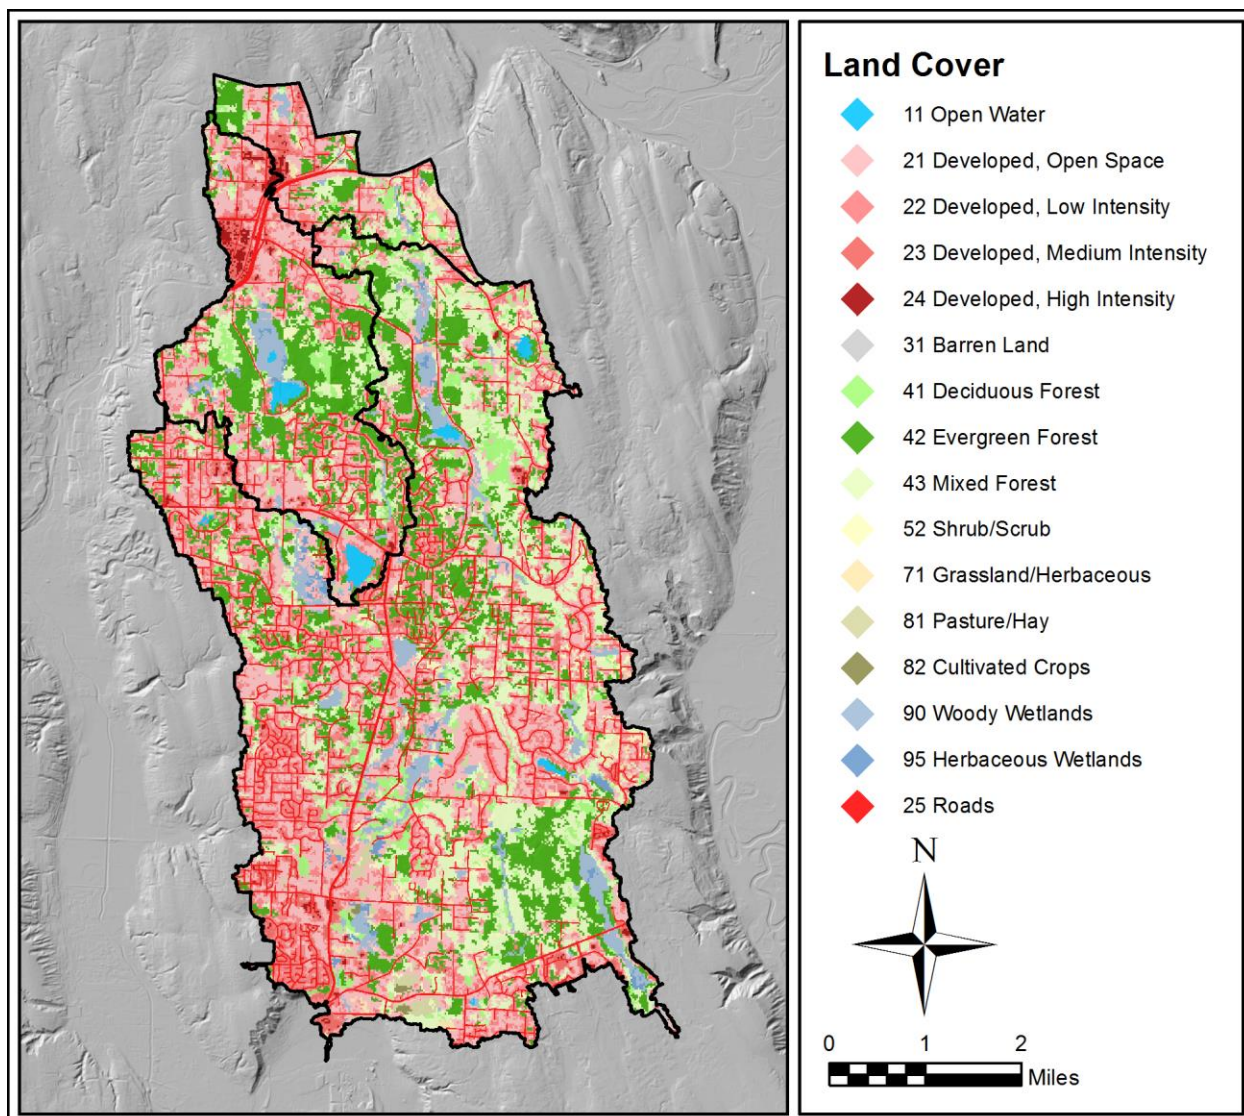 Land Cover
11 Open Water
21 Developed, Open Space
22 Developed, Low Intensity
23 Developed, Medium Intensity
24 Developed, High Intensity
31 Barren Land
41 Deciduous Forest
42 Evergreen Forest
43 Mixed Forest
52 Shrub/Scrub
71 Grassland/Herbaceous
81 Pasture/Hay
82 Cultivated Crops
90 Woody Wetlands
95 Herbaceous Wetlands
25 Roads
N
0 1 2
Miles